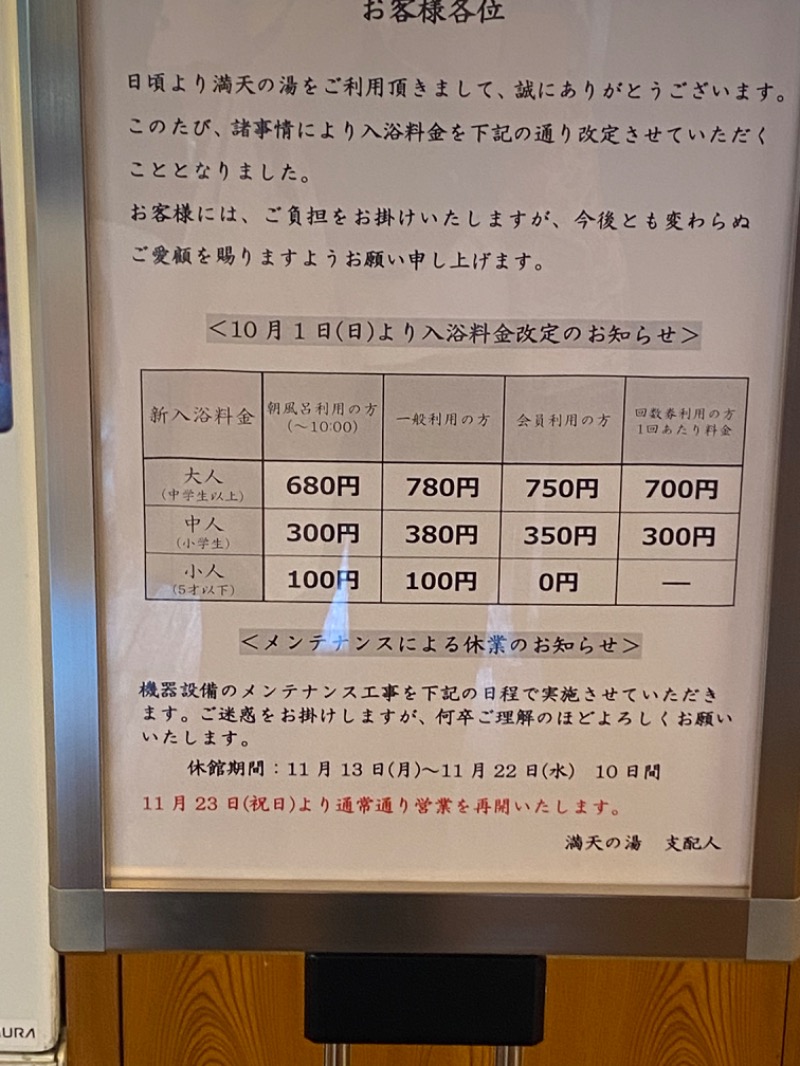 お客様各位
日頃より満天の湯をご利用頂きまして、誠にありがとうございます。
このたび、諸事情により入浴料金を下記の通り改定させていただく
こととなりました。
お客様には、ご負担をお掛けいたしますが、今後とも変わらぬ
ご愛顧を賜りますようお願い申し上げます。
＜10月1日(日)より入浴料金改定のお知らせ＞
新入浴料金 朝風呂利用の方 (～10:00) 一般利用の方 会員利用の方 回数券利用の方 1回あたり料金
大人 (中学生以上) 680円 780円 750円 700円
中人 (小学生) 300円 380円 350円 300円
小人 (5才以下) 100円 100円 0円 ―
＜メンテナンスによる休業のお知らせ＞
機器設備のメンテナンス工事を下記の日程で実施させていただき
ます。ご迷惑をお掛けしますが、何卒ご理解のほどよろしくお願い
いたします。
休館期間：11月13日(月)～11月22日(水) 10日間
11月23日(祝日)より通常通り営業を再開いたします。
満天の湯 支配人